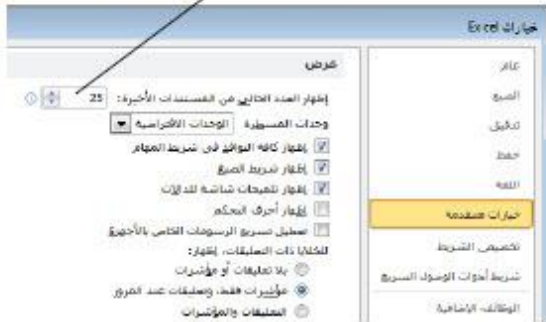 خيارات Excel
عام
الصيغ
تدقيق
حفظ
اللغة
خيارات متقدمة
تخصيص الشريط
شريط أدوات الوصول السريع
الوظائف الإضافية
عرض
إظهار العدد التالي من المستندات الأخيرة: 25
وحدات المسطرة الوحدات الافتراضية
إظهار كافة النوافذ في شريط المهام
إظهار شريط الصيغ
إظهار تلميحات شاشة للدالات
إظهار أحرف التحكم
تعطيل تسريع الرسومات الخاص بالأجهزة
للخلايا ذات التعليقات، إظهار:
بلا تعليقات أو مؤشرات
مؤشرات فقط، وتعليقات عند المرور
التعليقات والمؤشرات